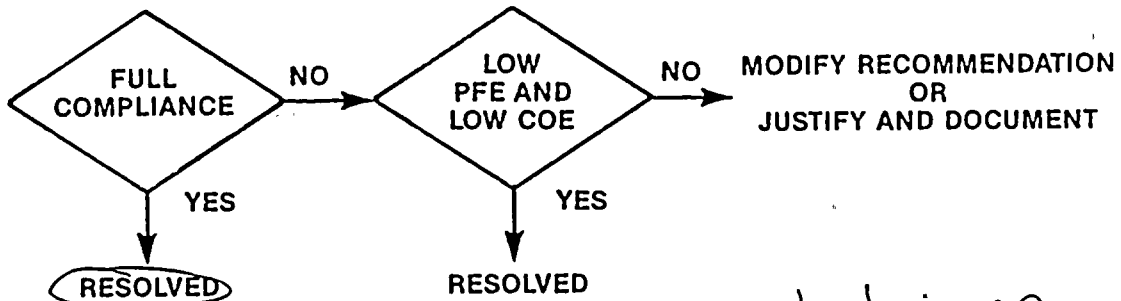 FULL
COMPLIANCE
NO
LOW
PFE AND
LOW COE
NO
MODIFY RECOMMENDATION
OR
JUSTIFY AND DOCUMENT
YES
RESOLVED
YES
RESOLVED